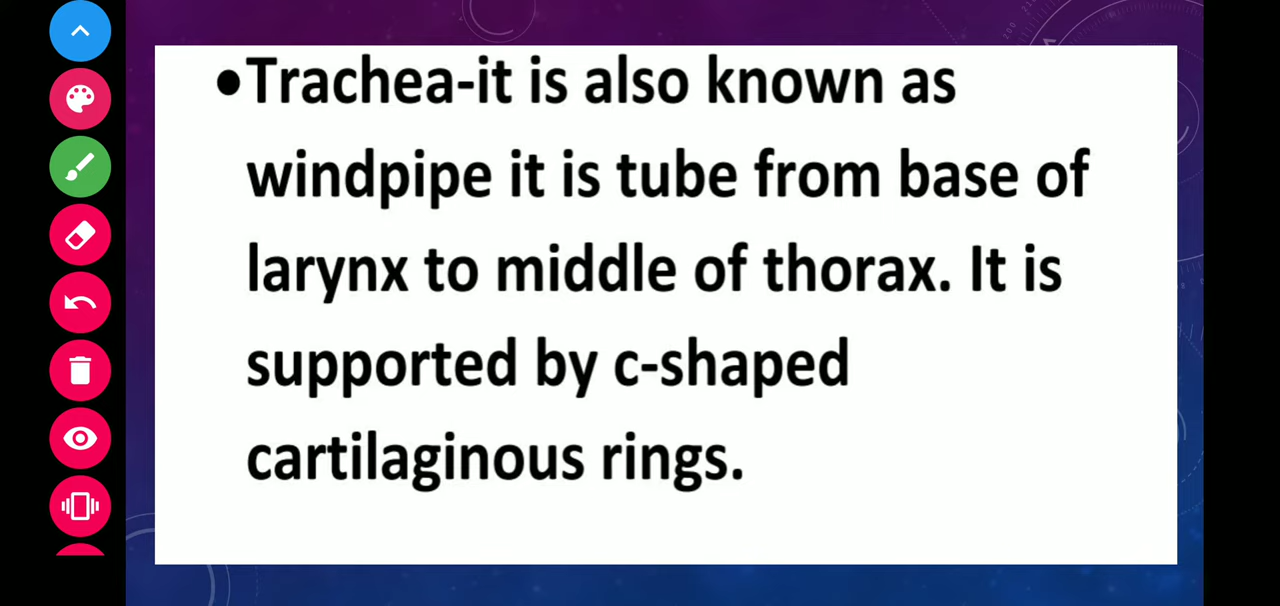 •Trachea-it is also known as
windpipe it is tube from base of
larynx to middle of thorax. It is
supported by c-shaped
cartilaginous rings.